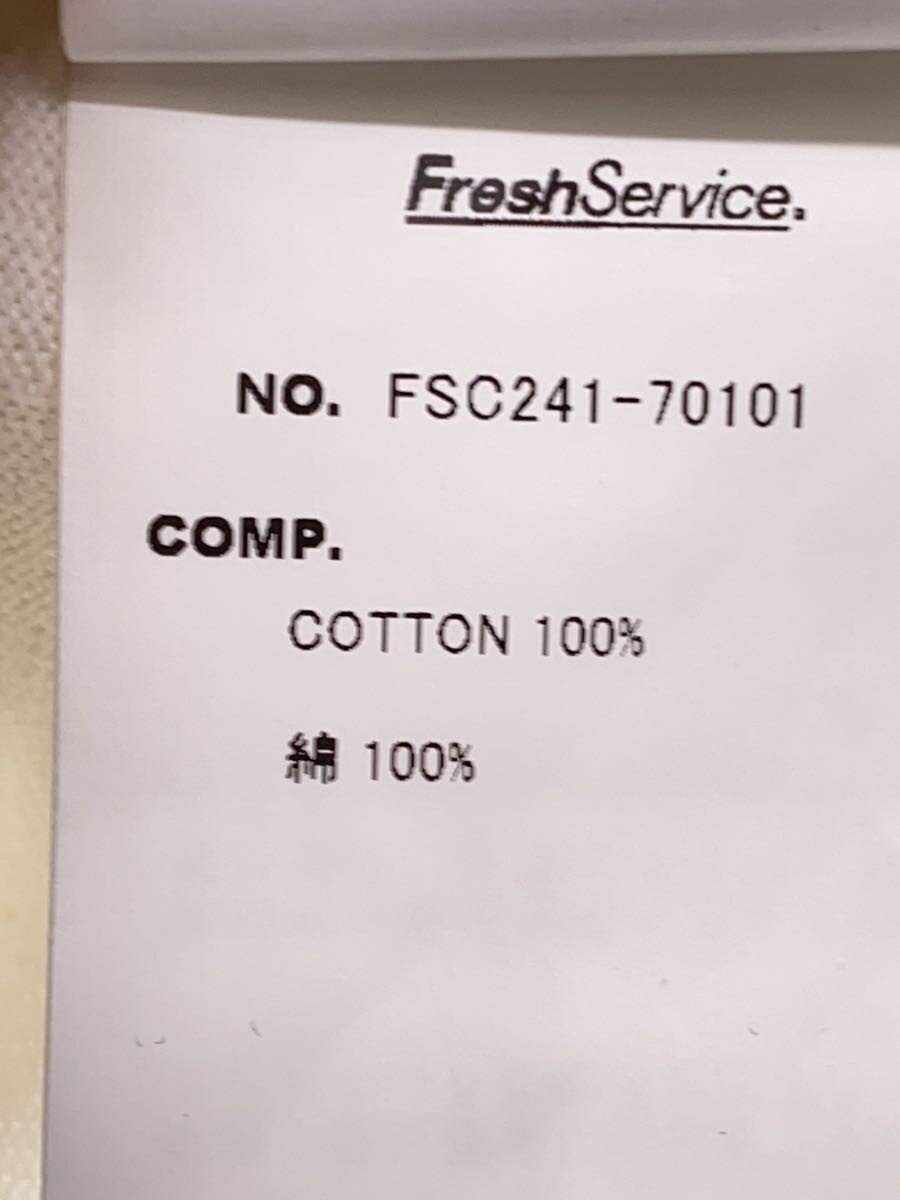 FreshService.
NO. FSC241-70101
COMP.
COTTON 100%
綿 100%